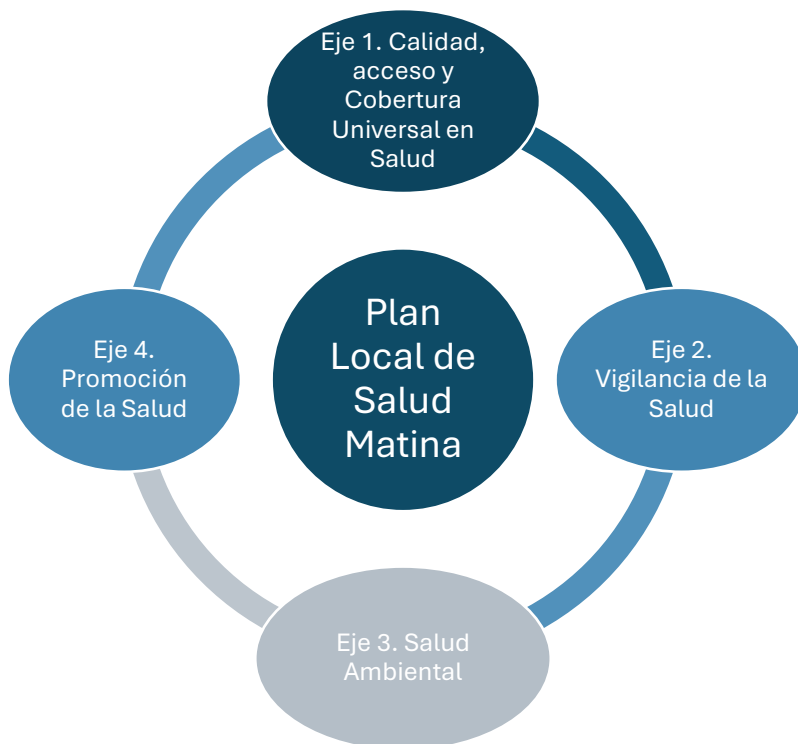 Eje 1. Calidad,
acceso y
Cobertura
Universal en
Salud
Plan
Local de
Salud
Matina
Eje 2.
Vigilancia de la
Salud
Eje 3. Salud
Ambiental
Eje 4.
Promoción
de la Salud